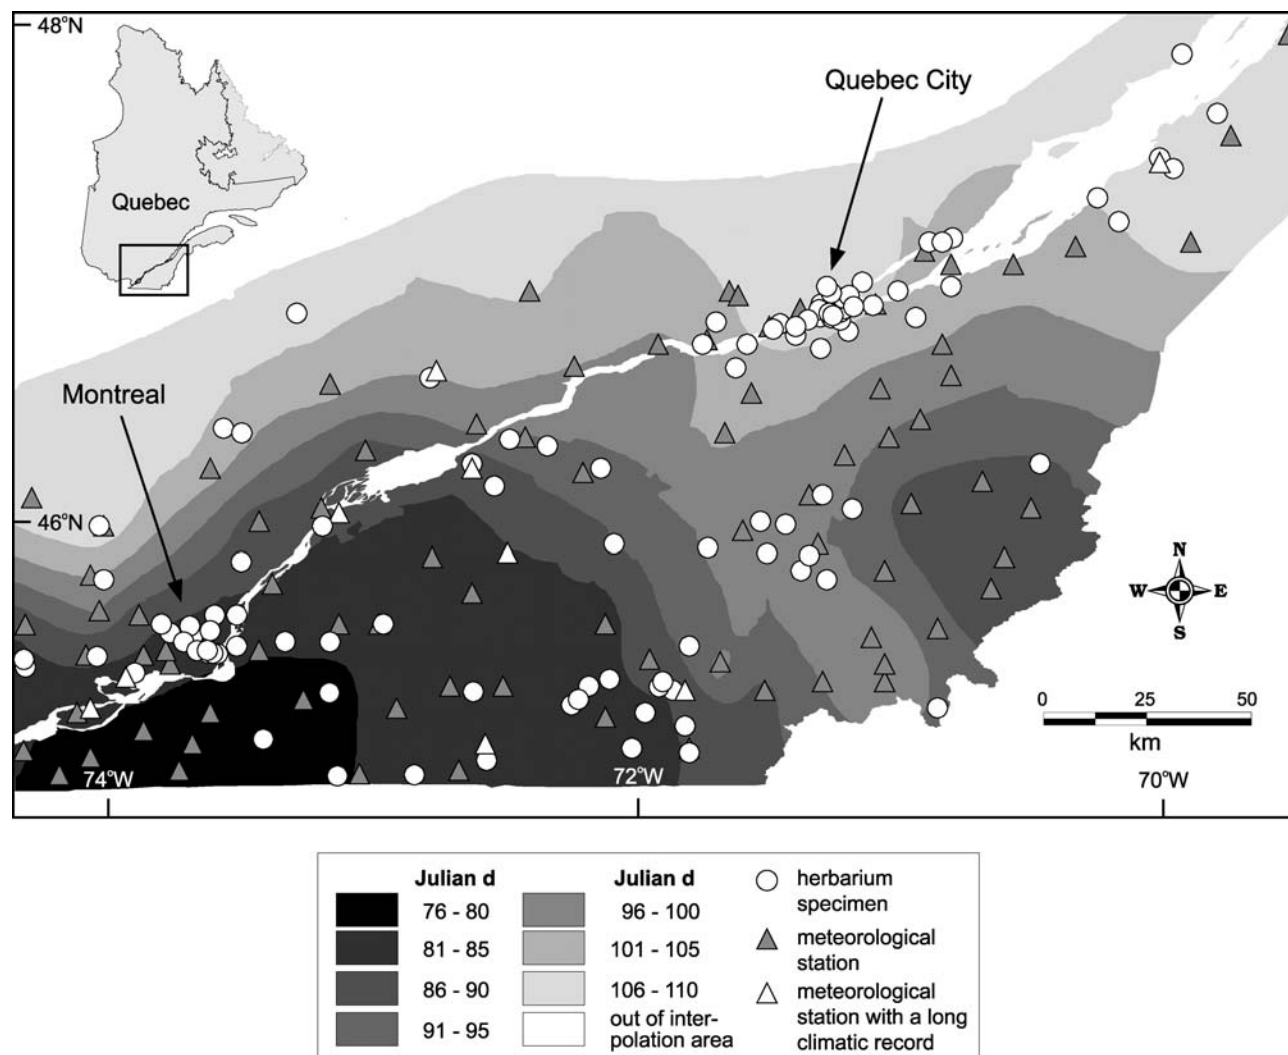 48°N
Quebec City
Quebec
Montreal
46°N
N
W E
S
0 25 50
km
74°W 72°W 70°W
Julian d Julian d
76 - 80
81 - 85
86 - 90
91 - 95
96 - 100
101 - 105
106 - 110
out of inter-
polation area
herbarium
specimen
meteorological
station
meteorological
station with a long
climatic record